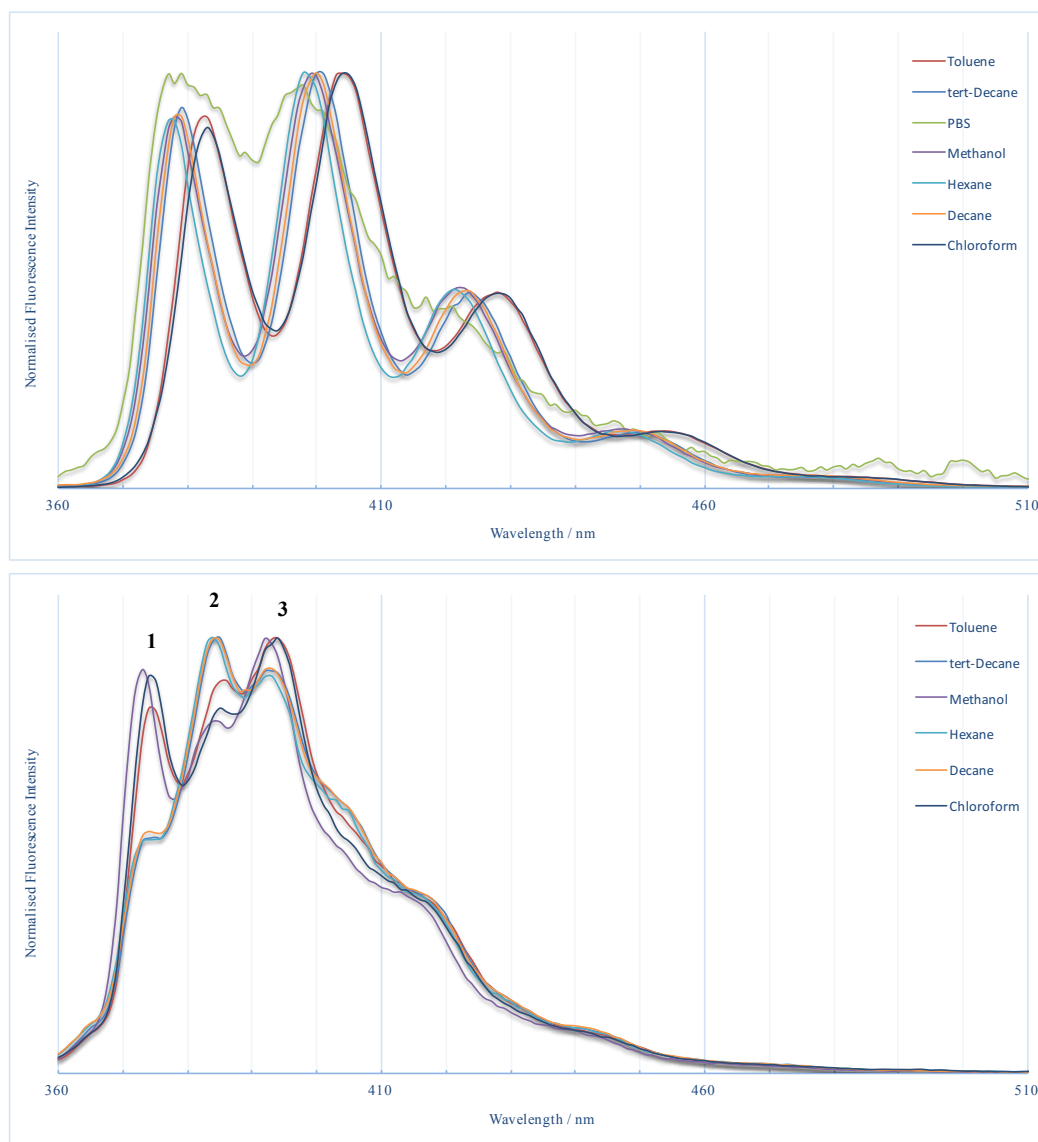 Normalised Fluorescence Intensity
Toluene
tert-Decane
PBS
Methanol
Hexane
Decane
Chloroform
360 410 460 510
Wavelength / nm
1 2 3
Normalised Fluorescence Intensity
Toluene
tert-Decane
Methanol
Hexane
Decane
Chloroform
360 410 460 510
Wavelength / nm